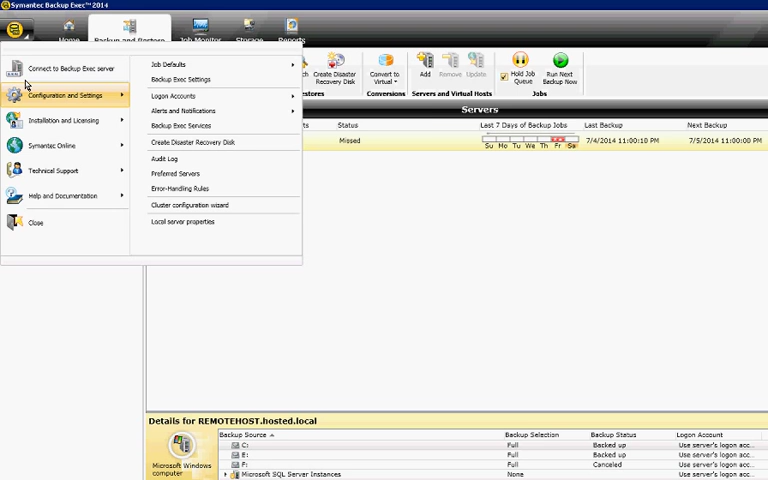 Symantec Backup Exec™ 2014
Home Backup and Restore Job Monitor Storage Reports
Connect to Backup Exec server
Configuration and Settings
Installation and Licensing
Symantec Online
Technical Support
Help and Documentation
Close
Job Defaults
Backup Exec Settings
Logon Accounts
Alerts and Notifications
Backup Exec Services
Create Disaster Recovery Disk
Audit Log
Preferred Servers
Error-Handling Rules
Cluster configuration wizard
Local server properties
Create Disaster Recovery Disk
Convert to Virtual
Add Remove Update
Hold Job Queue
Run Next Backup Now
Conversions Servers and Virtual Hosts Jobs
Servers
Status Last 7 Days of Backup Jobs Last Backup Next Backup
Missed 7/4/2014 11:00:10 PM 7/5/2014 11:00:00 PM
Su Mo Tu We Th Fr Sa
Details for REMOTEHOST.hosted.local
Microsoft Windows computer
Backup Source Backup Selection Backup Status Logon Account
C: Full Backed up Use server's logon acc...
E: Full Backed up Use server's logon acc...
F: Full Canceled Use server's logon acc...
Microsoft SQL Server Instances None Use server's logon acc...